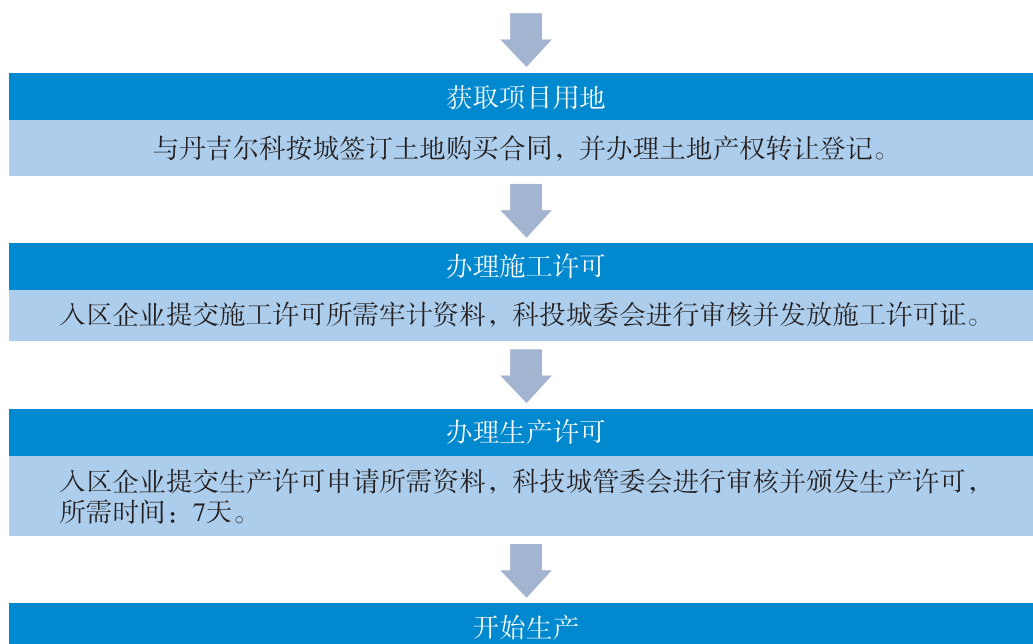 获取项目用地
与丹吉尔科按城签订土地购买合同，并办理土地产权转让登记。
办理施工许可
入区企业提交施工许可所需牢计资料，科投城委会进行审核并发放施工许可证。
办理生产许可
入区企业提交生产许可申请所需资料，科技城管委会进行审核并颁发生产许可，
所需时间：7天。
开始生产